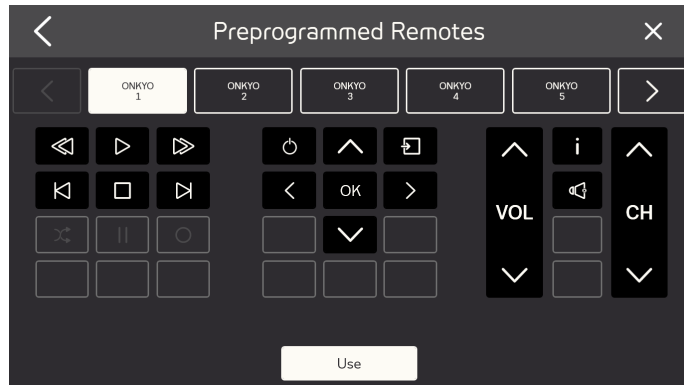 Preprogrammed Remotes
ONKYO
1
ONKYO
2
ONKYO
3
ONKYO
4
ONKYO
5
i
OK
VOL
CH
Use